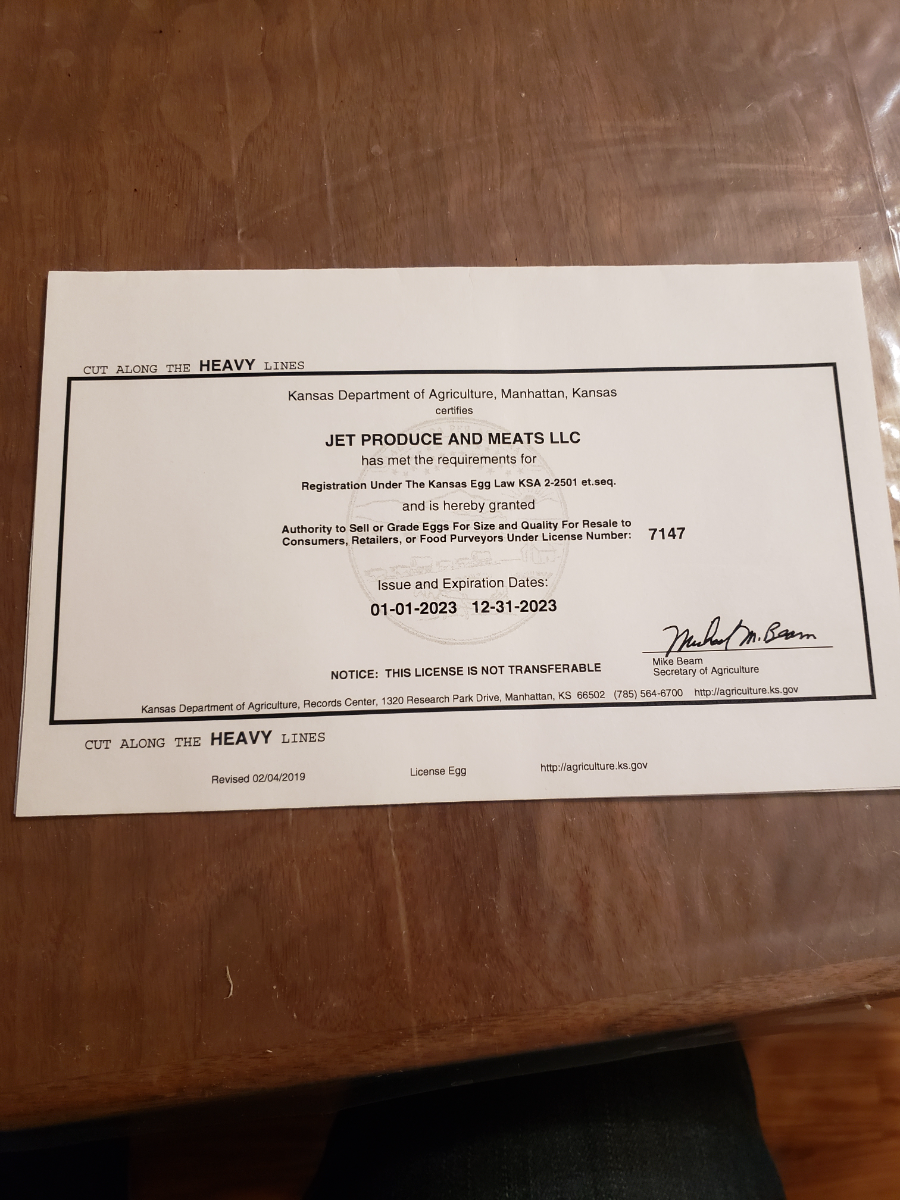 CUT ALONG THE HEAVY LINES
Kansas Department of Agriculture, Manhattan, Kansas
certifies
JET PRODUCE AND MEATS LLC
has met the requirements for
Registration Under The Kansas Egg Law KSA 2-2501 et.seq.
and is hereby granted
Authority to Sell or Grade Eggs For Size and Quality For Resale to
Consumers, Retailers, or Food Purveyors Under License Number: 7147
Issue and Expiration Dates:
01-01-2023 12-31-2023
Michael M. Beam
Mike Beam
Secretary of Agriculture
NOTICE: THIS LICENSE IS NOT TRANSFERABLE
Kansas Department of Agriculture, Records Center, 1320 Research Park Drive, Manhattan, KS 66502 (785) 564-6700 http://agriculture.ks.gov
CUT ALONG THE HEAVY LINES
Revised 02/04/2019 License Egg http://agriculture.ks.gov